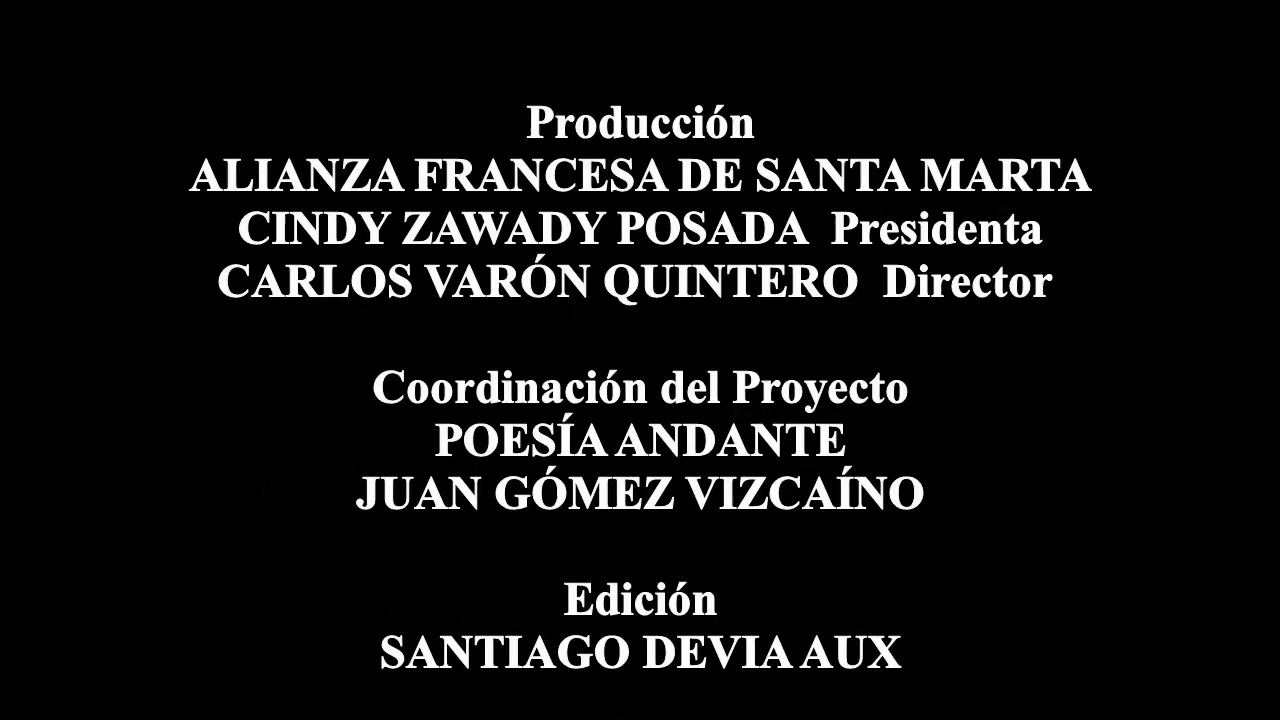 Producción
ALIANZA FRANCESA DE SANTA MARTA
CINDY ZAWADY POSADA Presidenta
CARLOS VARÓN QUINTERO Director
Coordinación del Proyecto
POESÍA ANDANTE
JUAN GÓMEZ VIZCAÍNO
Edición
SANTIAGO DEVIA AUX